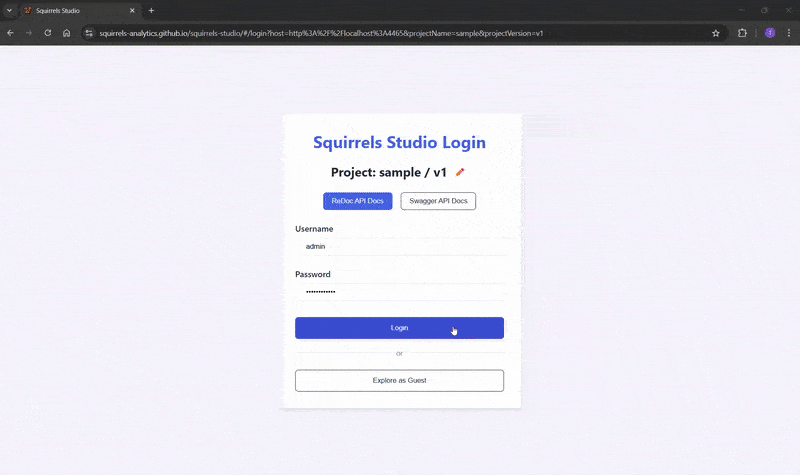 Squirrels Studio
squirrels-analytics.github.io/squirrels-studio/#/login?host=http%3A%2F%2Flocalhost%3A4465&projectName=sample&projectVersion=v1
Squirrels Studio Login
Project: sample / v1
ReDoc API Docs
Swagger API Docs
Username
admin
Password
••••••••••••
Login
or
Explore as Guest